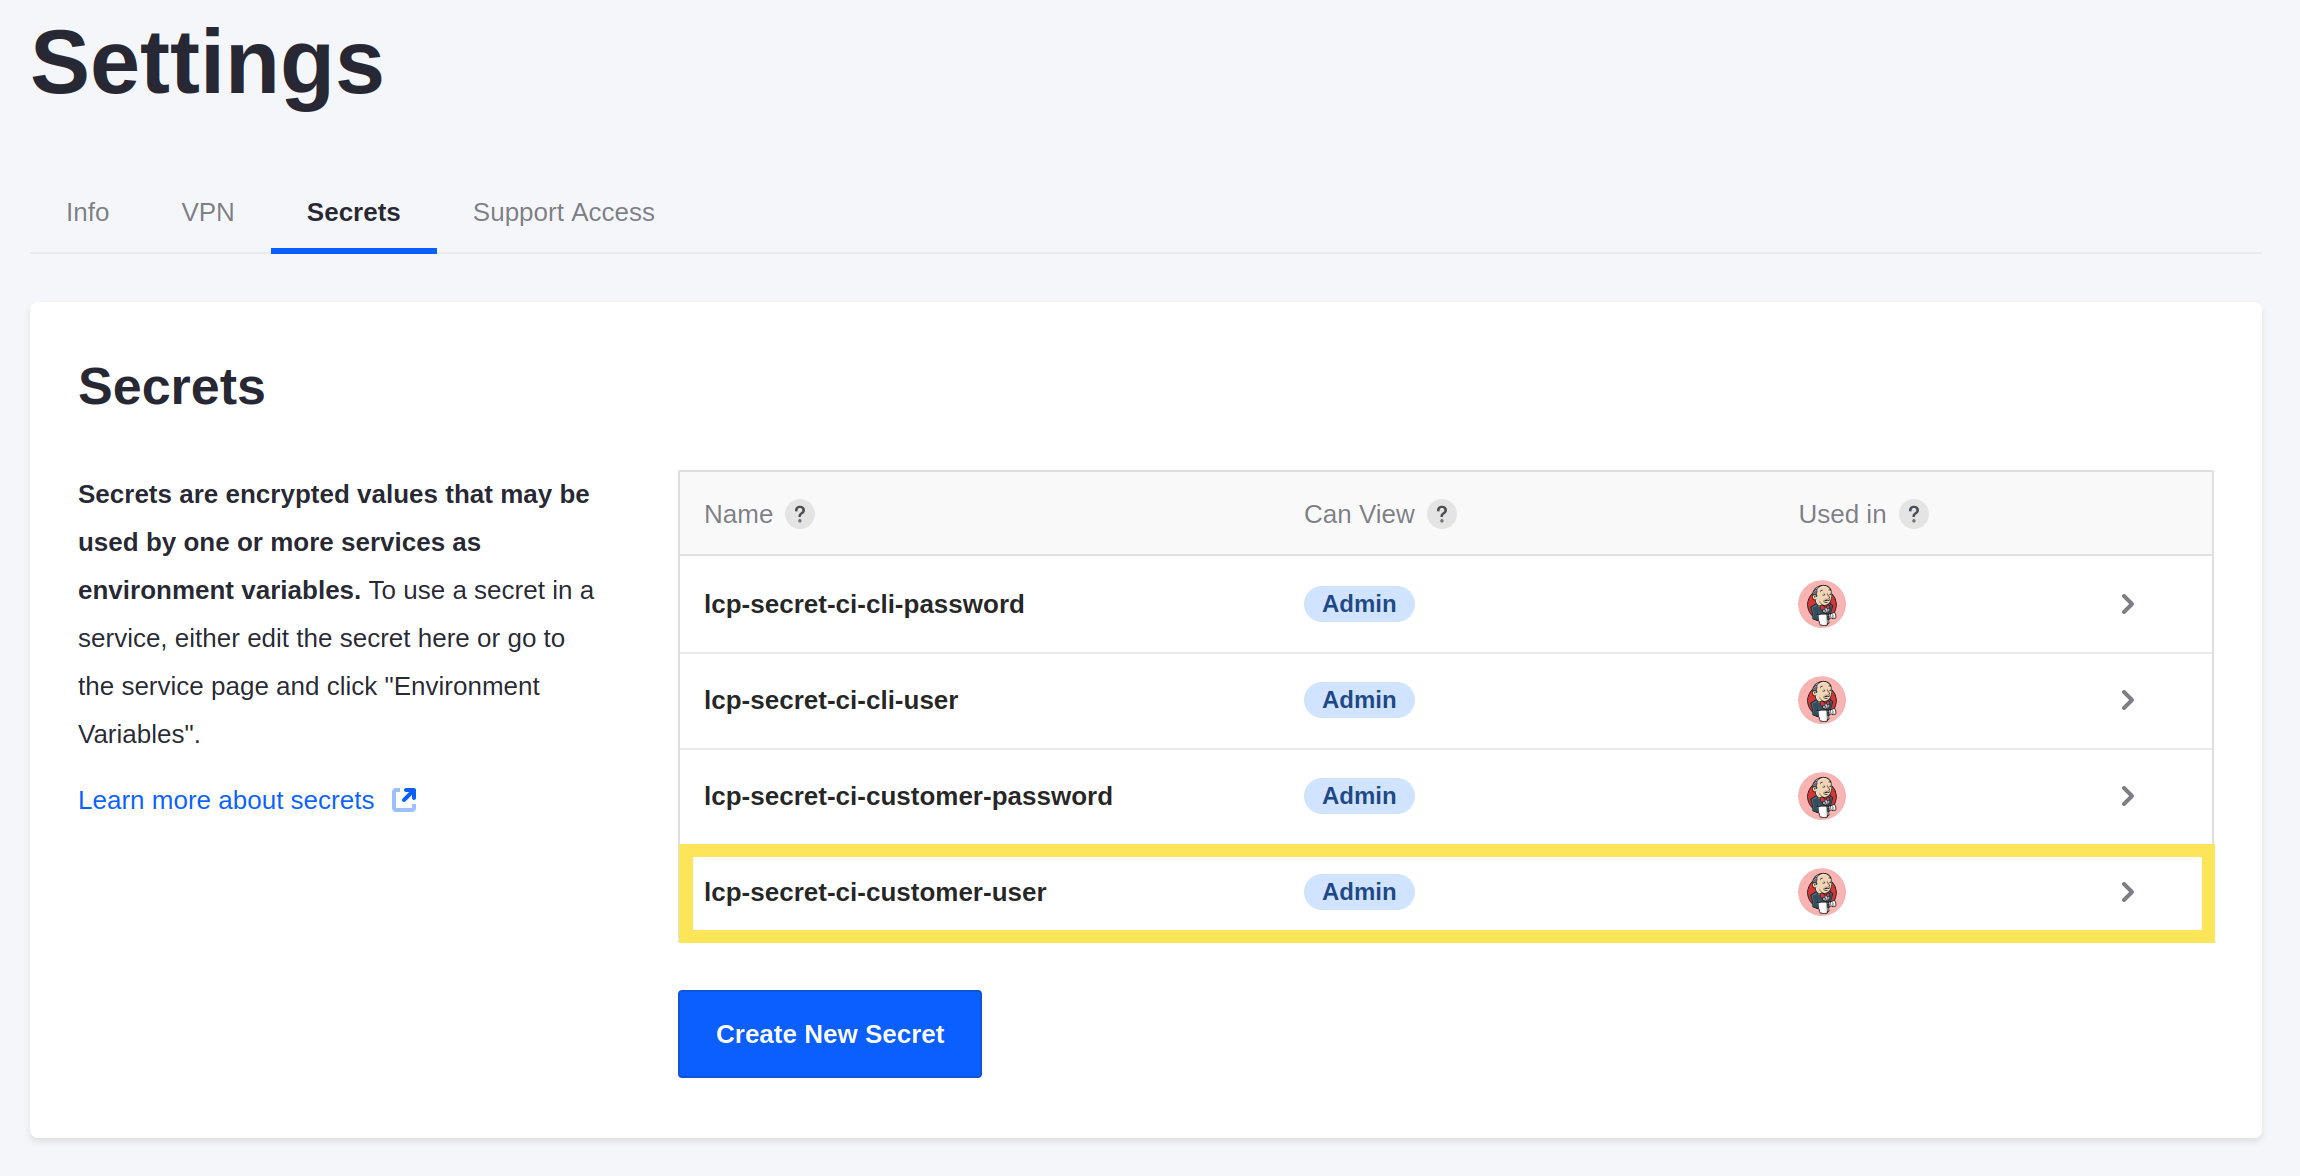 Settings
Info VPN Secrets Support Access
Secrets
Secrets are encrypted values that may be
used by one or more services as
environment variables. To use a secret in a
service, either edit the secret here or go to
the service page and click "Environment
Variables".
Learn more about secrets
Name ? Can View ? Used in ?
lcp-secret-ci-cli-password Admin
lcp-secret-ci-cli-user Admin
lcp-secret-ci-customer-password Admin
lcp-secret-ci-customer-user Admin
Create New Secret